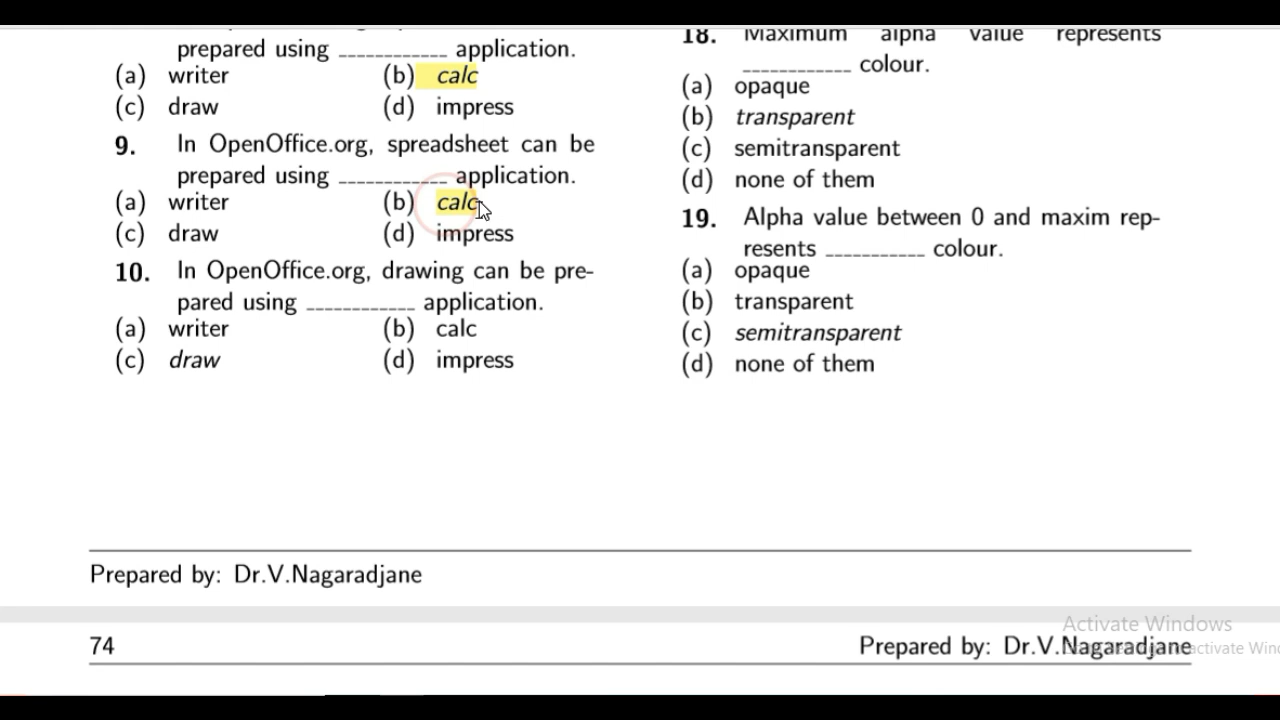 prepared using ____________ application.
(a) writer (b) calc
(c) draw (d) impress
9. In OpenOffice.org, spreadsheet can be
prepared using ____________ application.
(a) writer (b) calc
(c) draw (d) impress
10. In OpenOffice.org, drawing can be pre-
pared using ____________ application.
(a) writer (b) calc
(c) draw (d) impress
18. Maximum alpha value represents
____________ colour.
(a) opaque
(b) transparent
(c) semitransparent
(d) none of them
19. Alpha value between 0 and maxim rep-
resents ___________ colour.
(a) opaque
(b) transparent
(c) semitransparent
(d) none of them
Prepared by: Dr.V.Nagaradjane
Activate Windows
74 Prepared by: Dr.V.Nagaradjane